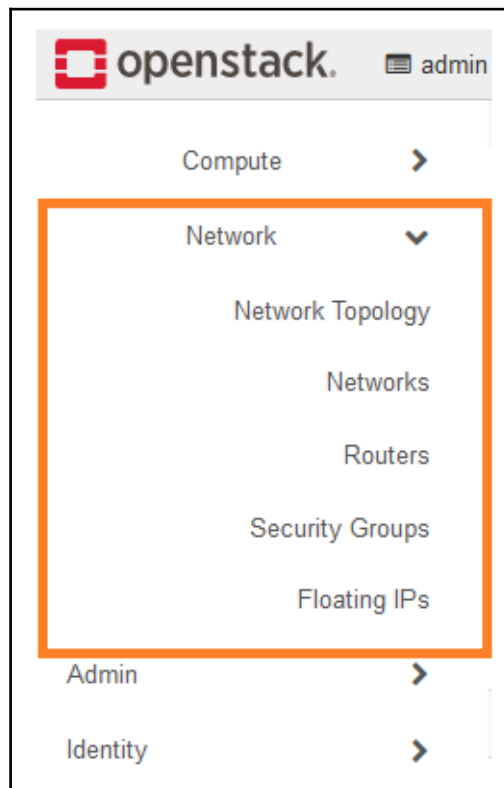 openstack. admin
Compute
Network
Network Topology
Networks
Routers
Security Groups
Floating IPs
Admin
Identity